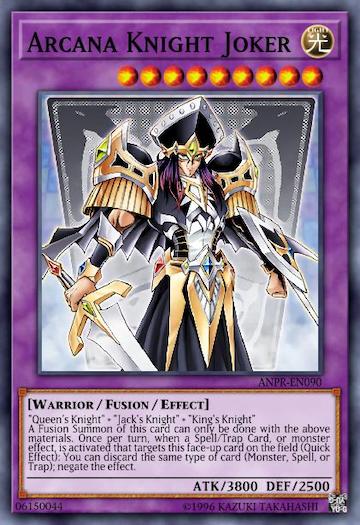 ARCANA KNIGHT JOKER
LIGHT
光
ANPR-EN090
[WARRIOR / FUSION / EFFECT]
"Queen's Knight" + "Jack's Knight" + "King's Knight"
A Fusion Summon of this card can only be done with the above
materials. Once per turn, when a Spell/Trap Card, or monster
effect, is activated that targets this face-up card on the field (Quick
Effect): You can discard the same type of card (Monster, Spell, or
Trap); negate the effect.
ATK/3800 DEF/2500
06150044
©1996 KAZUKI TAKAHASHI